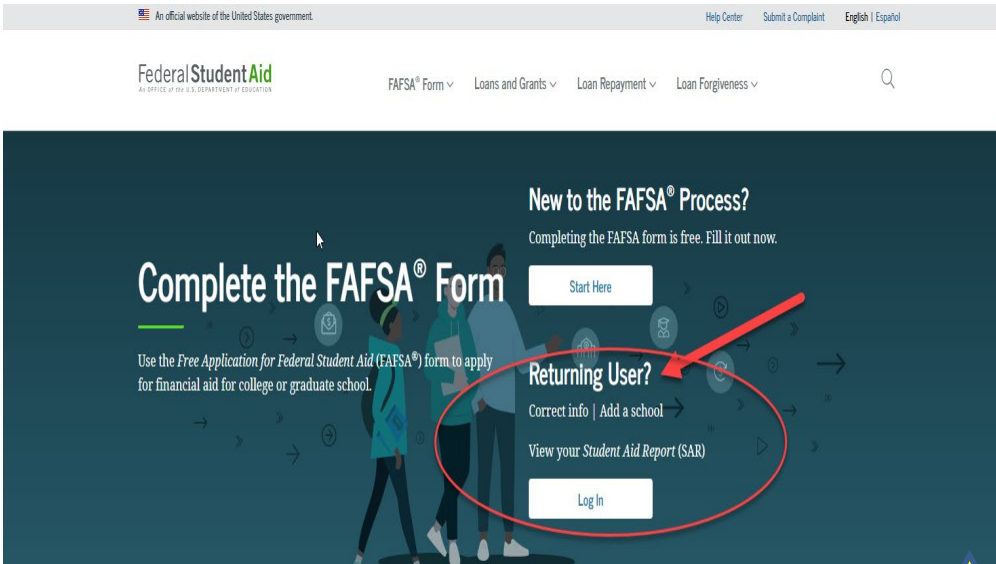 An official website of the United States government.
Help Center Submit a Complaint English | Español
Federal Student Aid
An OFFICE of the U.S. DEPARTMENT of EDUCATION
FAFSA® Form Loans and Grants Loan Repayment Loan Forgiveness
Complete the FAFSA® Form
Use the Free Application for Federal Student Aid (FAFSA®) form to apply
for financial aid for college or graduate school.
New to the FAFSA® Process?
Completing the FAFSA form is free. Fill it out now.
Start Here
Returning User?
Correct info | Add a school
View your Student Aid Report (SAR)
Log In